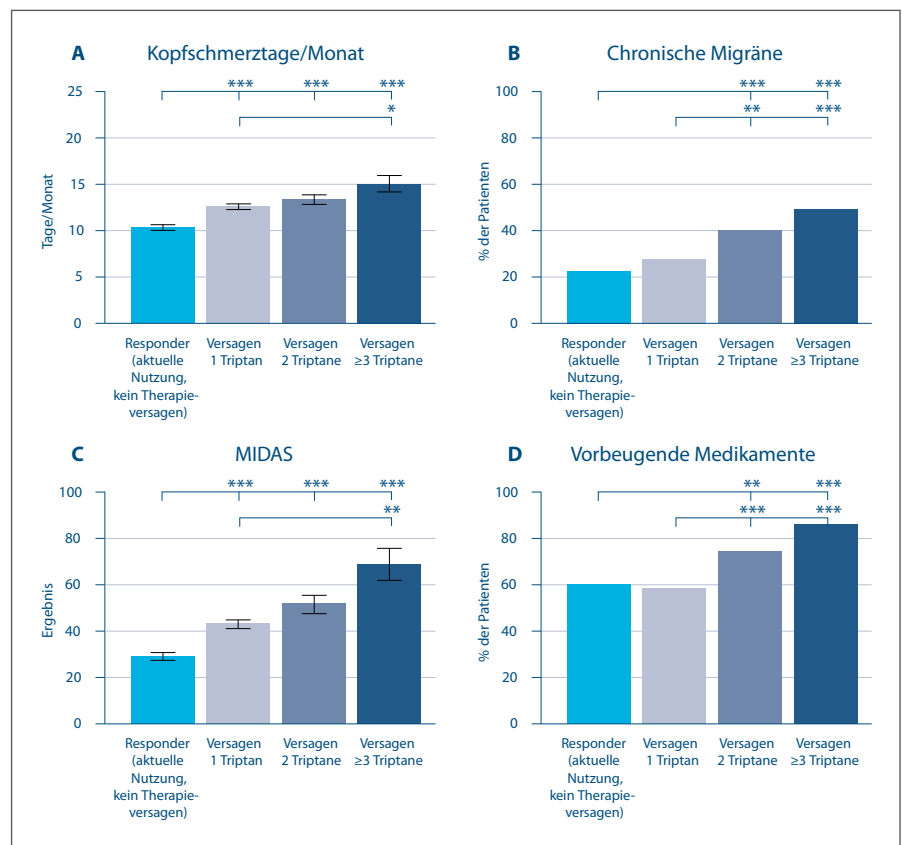 A Kopfschmerztage/Monat
*** *** ***
*
25
20
15
10
5
0
Tage/Monat
Responder
(aktuelle
Nutzung,
kein Therapie-
versagen)
Versagen
1 Triptan
Versagen
2 Triptane
Versagen
≥3 Triptane
B Chronische Migräne
*** ***
** ***
100
80
60
40
20
0
% der Patienten
Responder
(aktuelle
Nutzung,
kein Therapie-
versagen)
Versagen
1 Triptan
Versagen
2 Triptane
Versagen
≥3 Triptane
C MIDAS
*** *** ***
**
100
80
60
40
20
0
Ergebnis
Responder
(aktuelle
Nutzung,
kein Therapie-
versagen)
Versagen
1 Triptan
Versagen
2 Triptane
Versagen
≥3 Triptane
D Vorbeugende Medikamente
** ***
*** ***
100
80
60
40
20
0
% der Patienten
Responder
(aktuelle
Nutzung,
kein Therapie-
versagen)
Versagen
1 Triptan
Versagen
2 Triptane
Versagen
≥3 Triptane